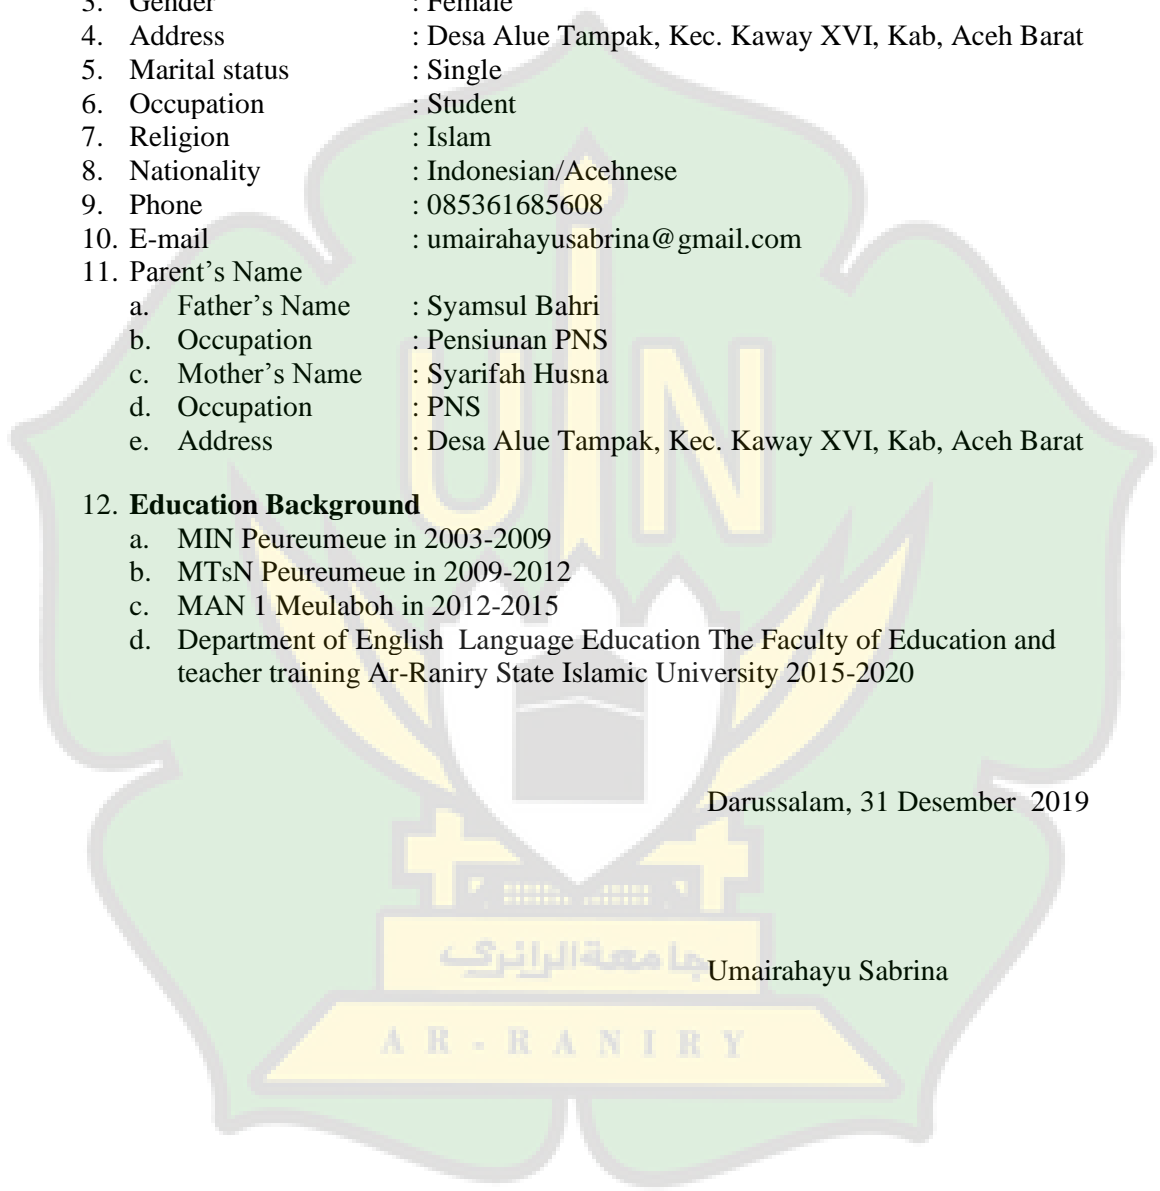 3. Gender : Female
4. Address : Desa Alue Tampak, Kec. Kaway XVI, Kab, Aceh Barat
5. Marital status : Single
6. Occupation : Student
7. Religion : Islam
8. Nationality : Indonesian/Acehnese
9. Phone : 085361685608
10. E-mail : umairahayusabrina@gmail.com
11. Parent’s Name
a. Father’s Name : Syamsul Bahri
b. Occupation : Pensiunan PNS
c. Mother’s Name : Syarifah Husna
d. Occupation : PNS
e. Address : Desa Alue Tampak, Kec. Kaway XVI, Kab, Aceh Barat
UIN
12. Education Background
a. MIN Peureumeue in 2003-2009
b. MTsN Peureumeue in 2009-2012
c. MAN 1 Meulaboh in 2012-2015
d. Department of English  Language Education The Faculty of Education and
teacher training Ar-Raniry State Islamic University 2015-2020
Darussalam, 31 Desember  2019
جامعة الرانري
Umairahayu Sabrina
AR-RANIRY